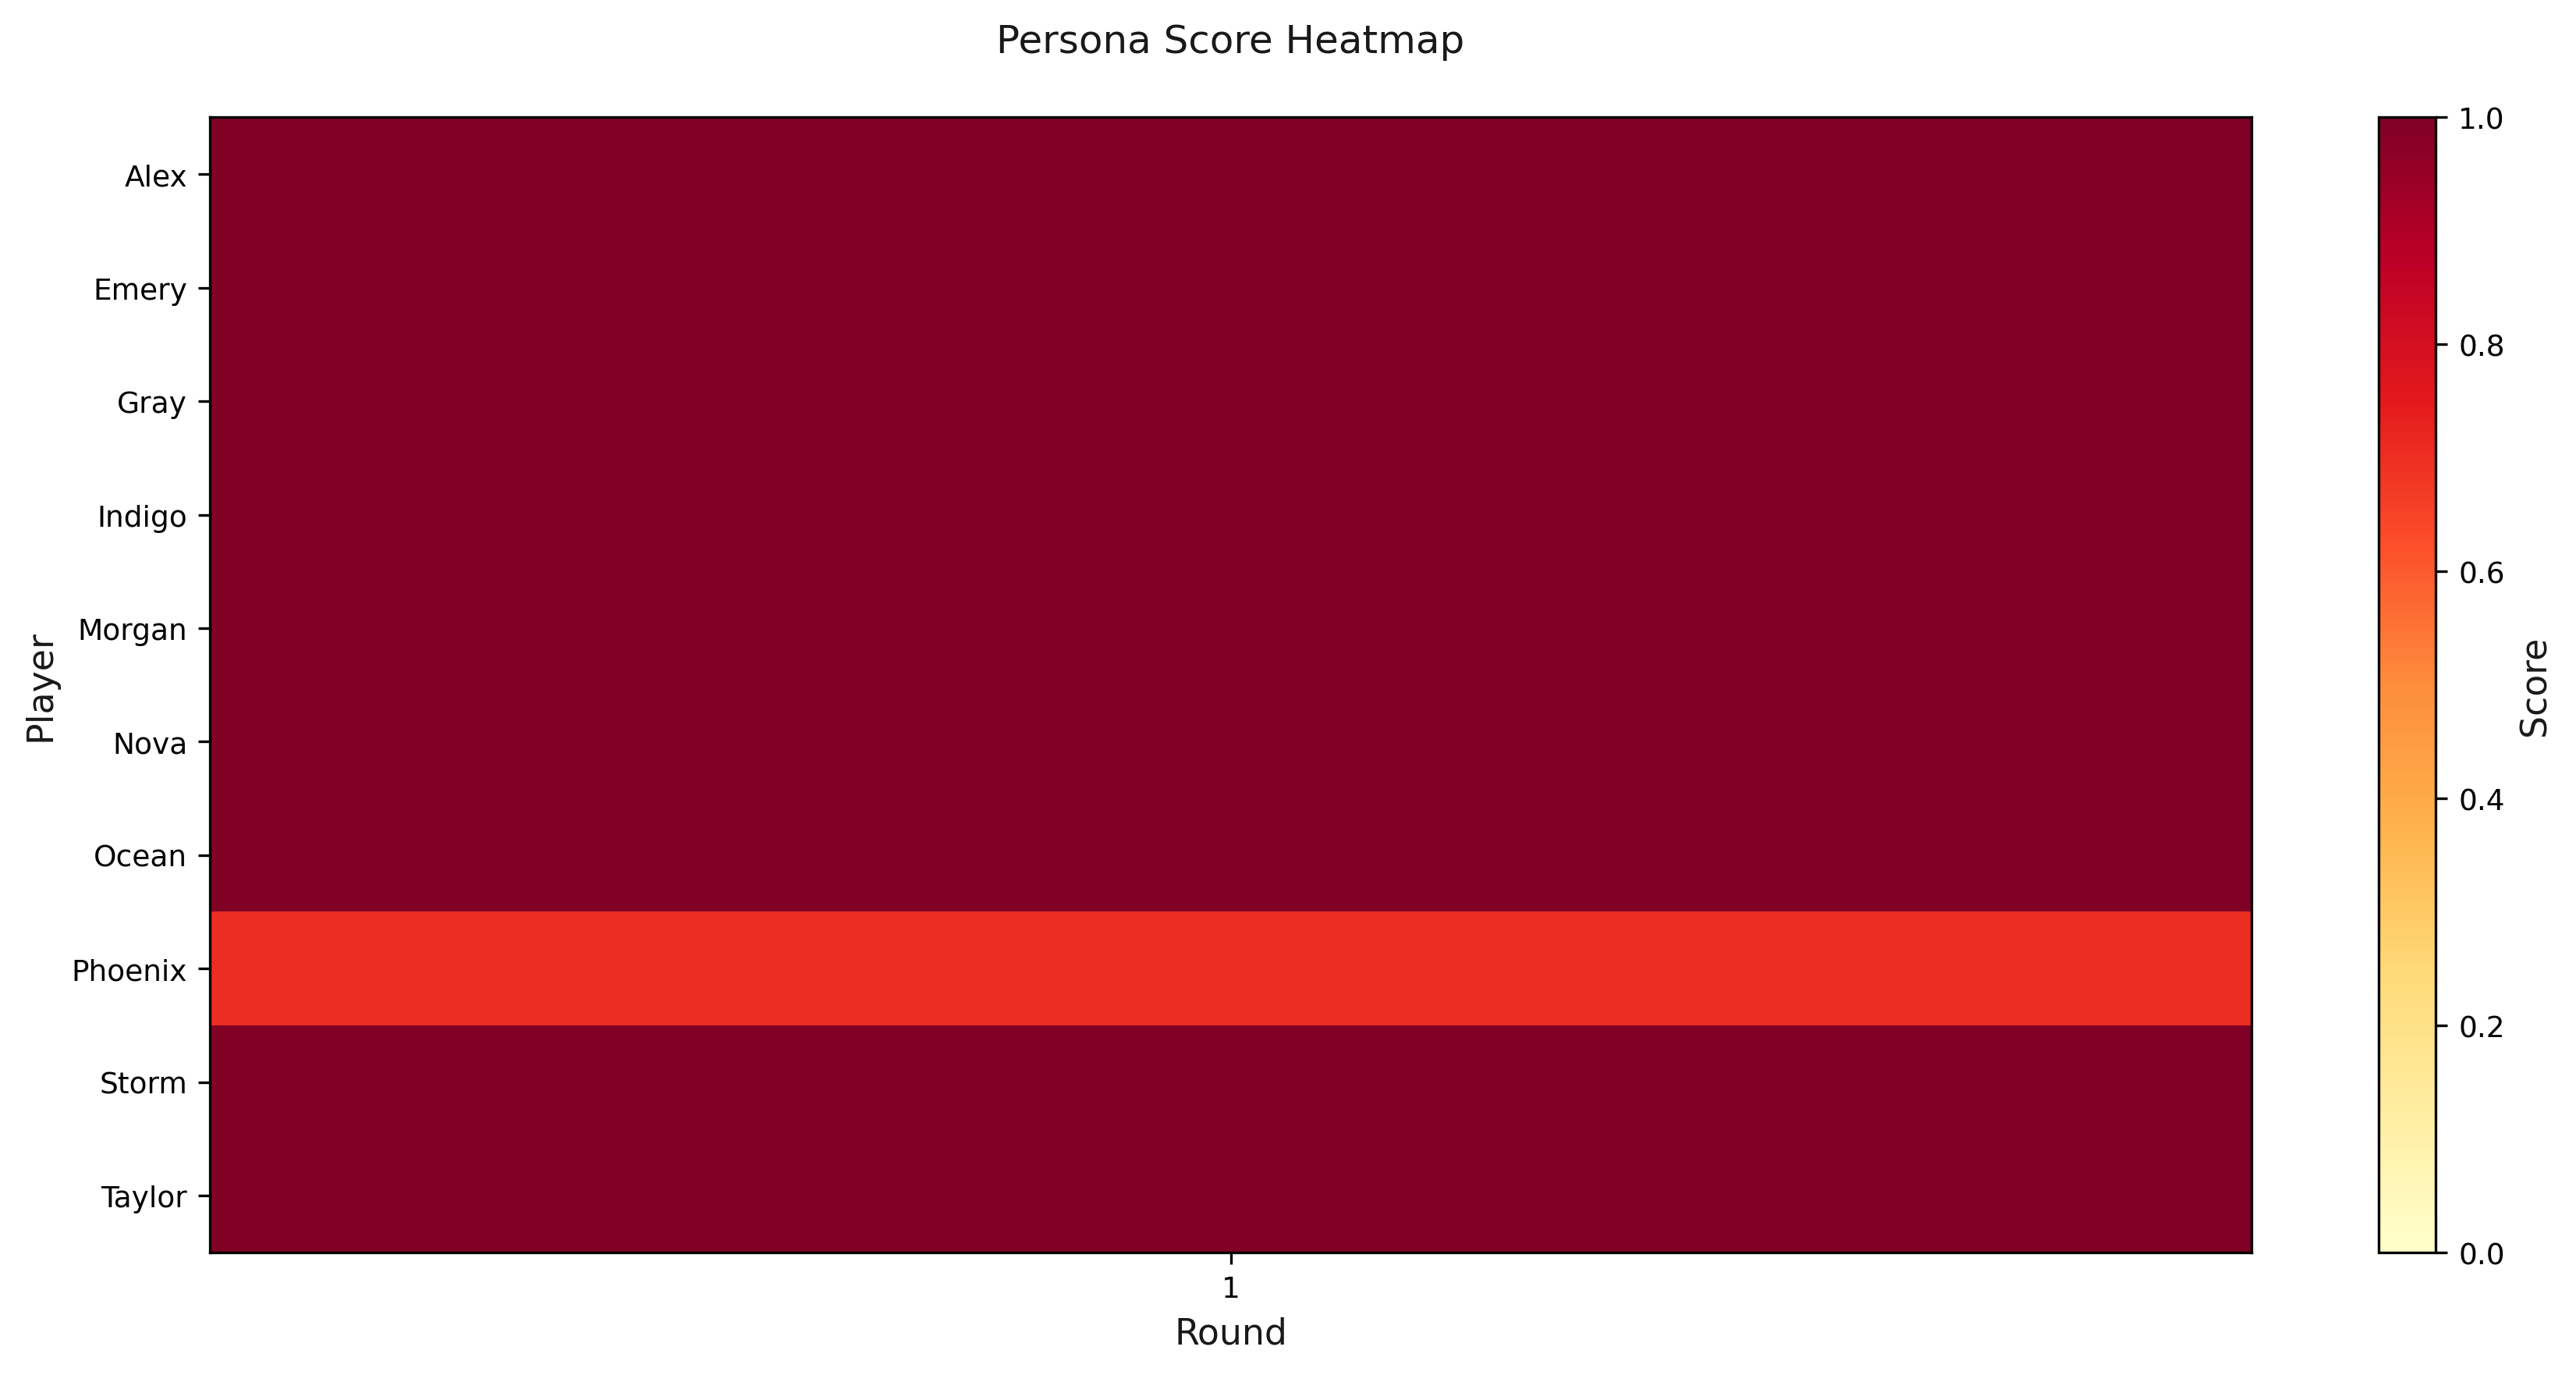 Persona Score Heatmap
Player
Alex
Emery
Gray
Indigo
Morgan
Nova
Ocean
Phoenix
Storm
Taylor
1
Round
1.0
0.8
0.6
0.4
0.2
0.0
Score